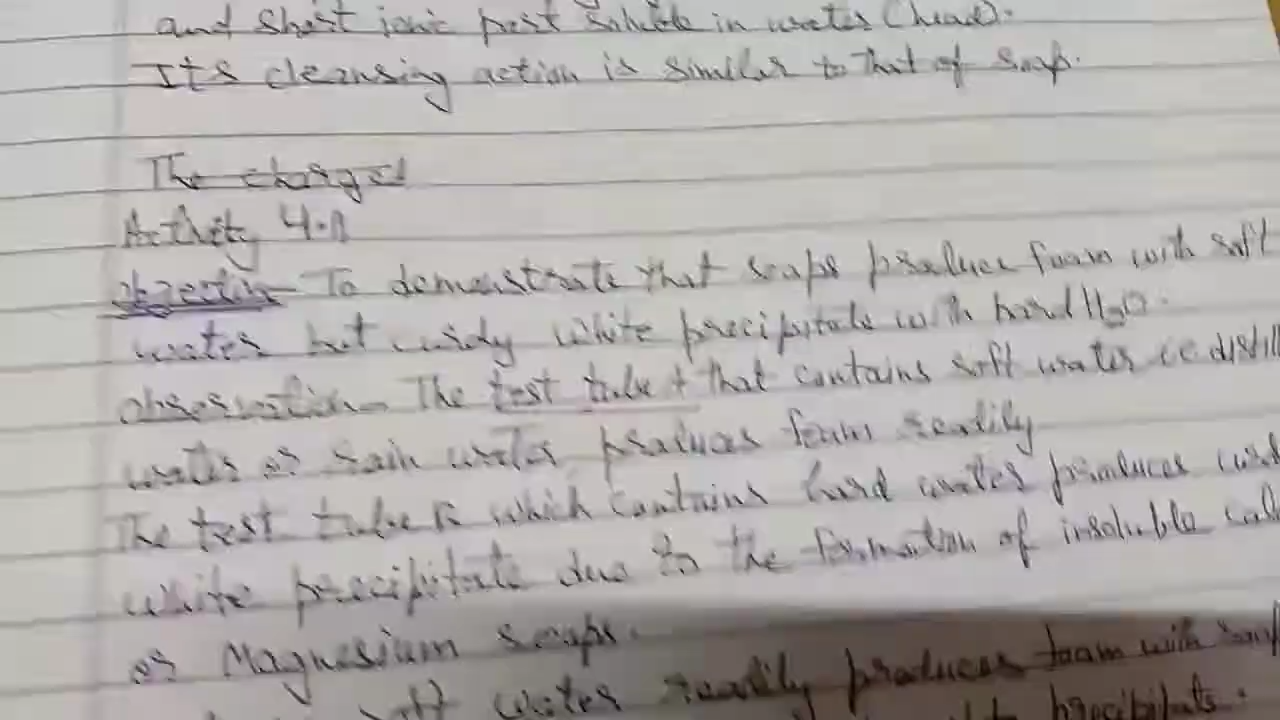 and short ionic part soluble in water (head).
Its cleansing action is similar to that of soap.
The charged
Activity 4.11
objective - To demonstrate that soaps produce foam with soft
water but curdy white precipitate with hard H2O.
observation - The test tube A that contains soft water ie distill
water or rain water produces foam readily
The test tube B which contains hard water produces curd
white precipitate due to the formation of insoluble calc
or Magnesium soaps.
soft water readily produces foam with soap
precipitate.